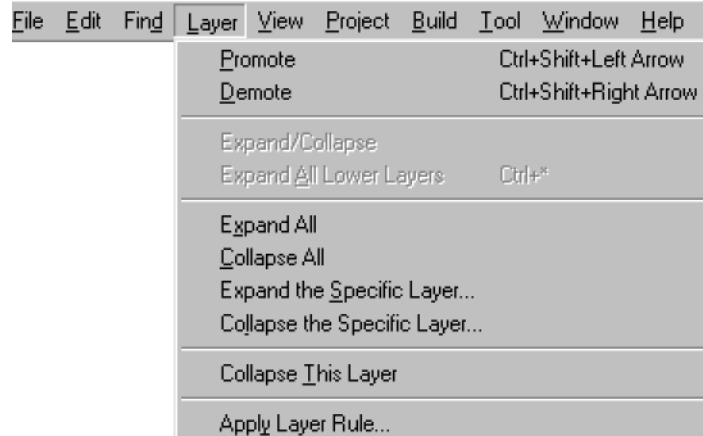 File Edit Find Layer View Project Build Tool Window Help
Promote Ctrl+Shift+Left Arrow
Demote Ctrl+Shift+Right Arrow
Expand/Collapse
Expand All Lower Layers Ctrl+*
Expand All
Collapse All
Expand the Specific Layer...
Collapse the Specific Layer...
Collapse This Layer
Apply Layer Rule...